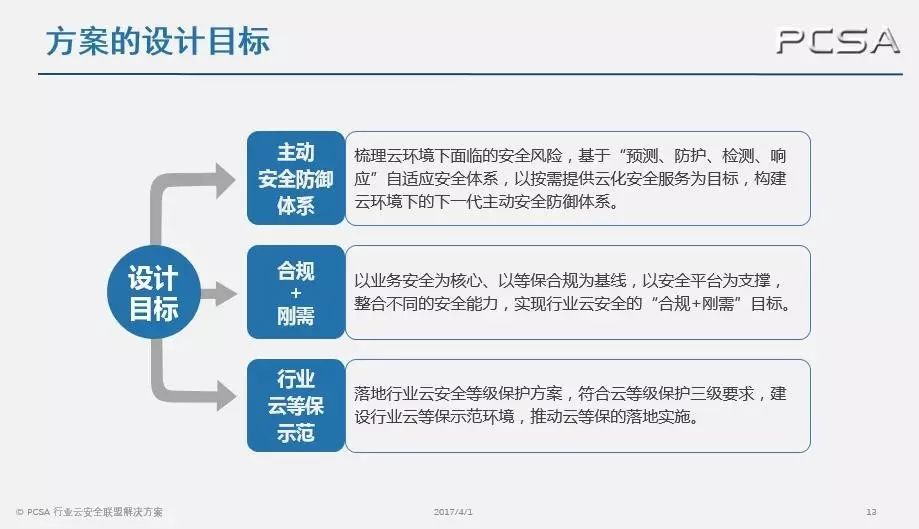 方案的设计目标
PCSA
主动
安全防御
体系
梳理云环境下面临的安全风险，基于“预测、防护、检测、响
应”自适应安全体系，以按需提供云化安全服务为目标，构建
云环境下的下一代主动安全防御体系。
设计
目标
合规
+
刚需
以业务安全为核心、以等保合规为基线，以安全平台为支撑，
整合不同的安全能力，实现行业云安全的“合规+刚需”目标。
行业
云等保
示范
落地行业云安全等级保护方案，符合云等级保护三级要求，建
设行业云等保示范环境，推动云等保的落地实施。
© PCSA 行业云安全联盟解决方案
2017/4/1
13